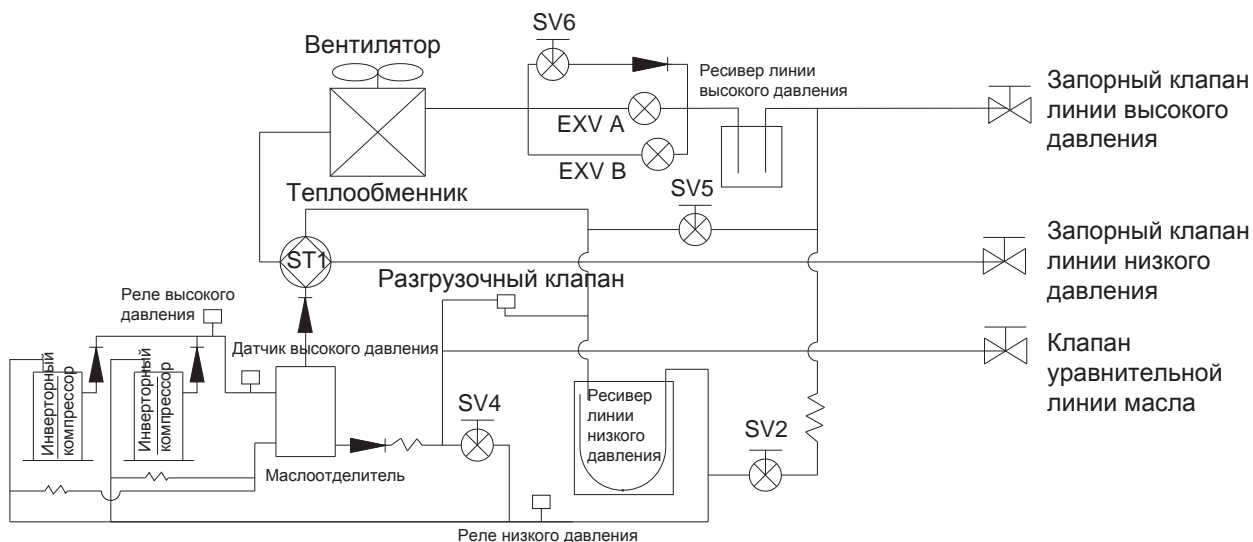 SV6
Вентилятор
Ресивер линии
высокого давления
Запорный клапан
линии высокого
давления
EXV A
EXV B
SV5
Теплообменник
ST1
Запорный клапан
линии низкого
давления
Разгрузочный клапан
Реле высокого
давления
Датчик высокого давления
Клапан
уравнительной
линии масла
Инверторный
компрессор
Инверторный
компрессор
SV4
Ресивер
линии
низкого
давления
SV2
Маслоотделитель
Реле низкого давления